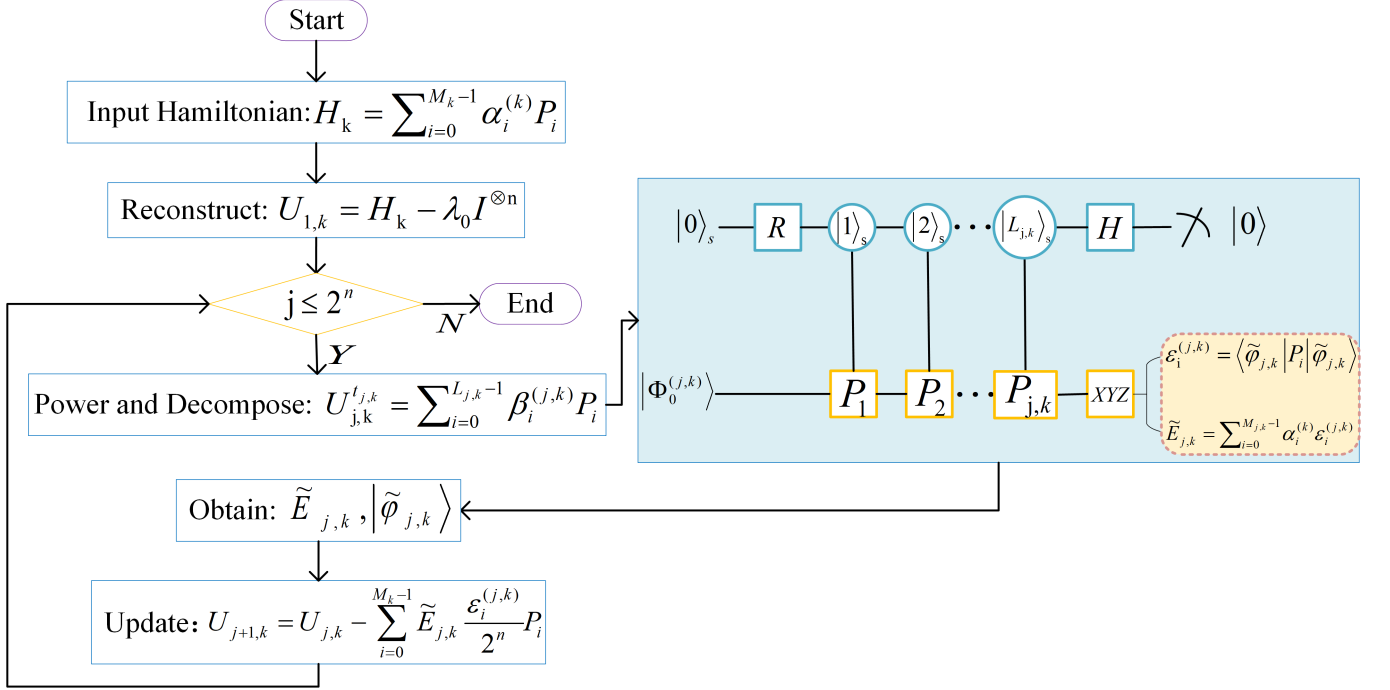 Start
Input Hamiltonian: H_k = ∑_{i=0}^{M_k−1} α_i^{(k)} P_i
Reconstruct: U_{1,k} = H_k − λ_0 I^{⊗n}
j ≤ 2^n
N
End
Y
Power and Decompose: U_{j,k}^{t_{j,k}} = ∑_{i=0}^{L_{j,k}−1} β_i^{(j,k)} P_i
|0⟩_s R |1⟩_s |2⟩_s ··· |L_{j,k}⟩_s H |0⟩
|Φ_0^{(j,k)}⟩ P_1 P_2 ··· P_{j,k} XYZ
ε_i^{(j,k)} = ⟨φ̃_{j,k}|P_i|φ̃_{j,k}⟩
Ẽ_{j,k} = ∑_{i=0}^{M_{j,k}−1} α_i^{(k)} ε_i^{(j,k)}
Obtain: Ẽ_{j,k}, |φ̃_{j,k}⟩
Update: U_{j+1,k} = U_{j,k} − ∑_{i=0}^{M_k−1} Ẽ_{j,k} ε_i^{(j,k)}/2^n P_i